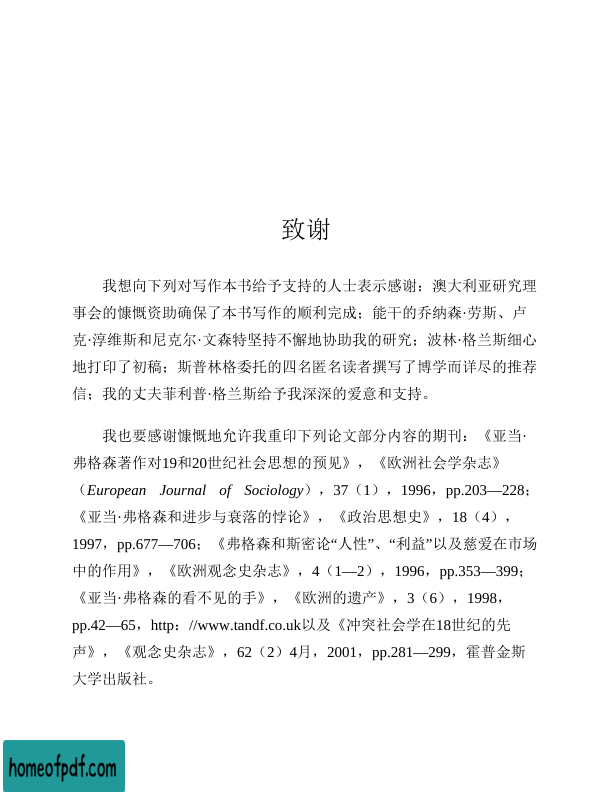 致谢
我想向下列对写作本书给予支持的人士表示感谢：澳大利亚研究理
事会的慷慨资助确保了本书写作的顺利完成；能干的乔纳森·劳斯、卢
克·淳维斯和尼克尔·文森特坚持不懈地协助我的研究；波林·格兰斯细心
地打印了初稿；斯普林格委托的四名匿名读者撰写了博学而详尽的推荐
信；我的丈夫菲利普·格兰斯给予我深深的爱意和支持。
我也要感谢慷慨地允许我重印下列论文部分内容的期刊：《亚当·
弗格森著作对19和20世纪社会思想的预见》，《欧洲社会学杂志》
（European Journal of Sociology），37（1），1996，pp.203—228；
《亚当·弗格森和进步与衰落的悖论》，《政治思想史》，18（4），
1997，pp.677—706；《弗格森和斯密论“人性”、“利益”以及慈爱在市场
中的作用》，《欧洲观念史杂志》，4（1—2），1996，pp.353—399；
《亚当·弗格森的看不见的手》，《欧洲的遗产》，3（6），1998，
pp.42—65，http：//www.tandf.co.uk以及《冲突社会学在18世纪的先
声》，《观念史杂志》，62（2）4月，2001，pp.281—299，霍普金斯
大学出版社。
homeofpdf.com